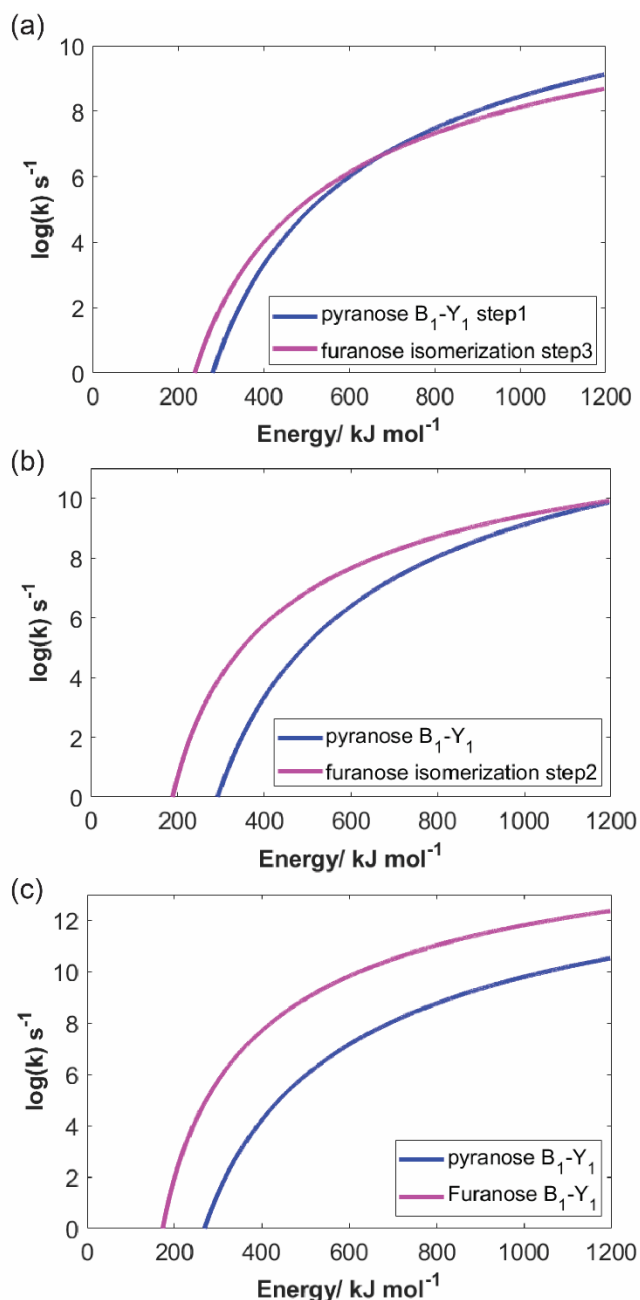 (a)
10
8
6
4
2
0
log(k) s⁻¹
pyranose B₁-Y₁ step1
furanose isomerization step3
0 200 400 600 800 1000 1200
Energy/ kJ mol⁻¹
(b)
10
8
6
4
2
0
log(k) s⁻¹
pyranose B₁-Y₁
furanose isomerization step2
0 200 400 600 800 1000 1200
Energy/ kJ mol⁻¹
(c)
12
10
8
6
4
2
0
log(k) s⁻¹
pyranose B₁-Y₁
Furanose B₁-Y₁
0 200 400 600 800 1000 1200
Energy/ kJ mol⁻¹